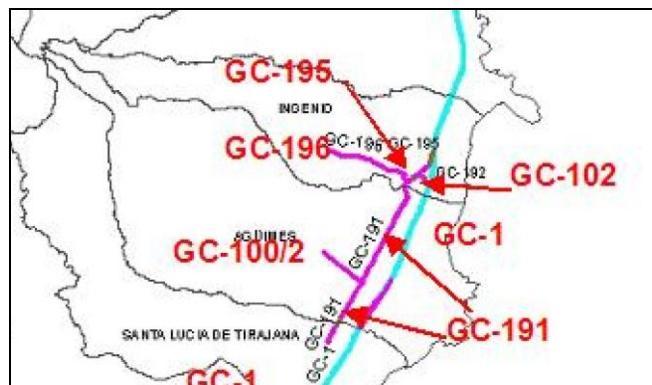 GC-195
INGENIO
GC-196
GC-196
GC-195
GC-192
GC-102
AGÜIMES
GC-1
GC-100/2
GC-191
GC-191
GC-191
SANTA LUCIA DE TIRAJANA
GC-1
GC-1